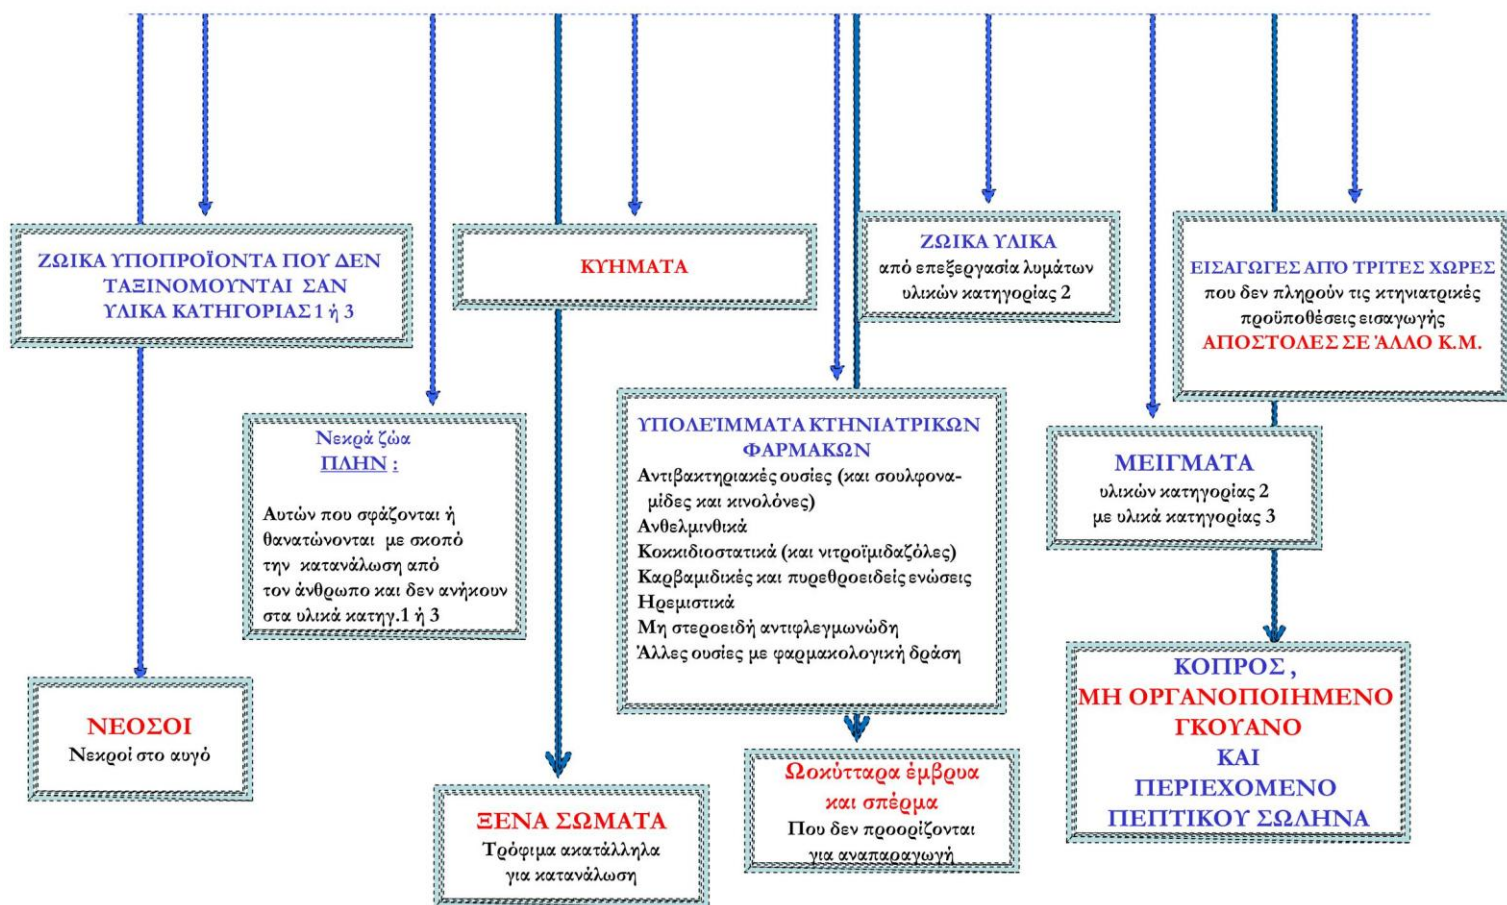 ΖΩΙΚΑ ΥΠΟΠΡΟΪΟΝΤΑ ΠΟΥ ΔΕΝ
ΤΑΞΙΝΟΜΟΥΝΤΑΙ ΣΑΝ
ΥΛΙΚΑ ΚΑΤΗΓΟΡΙΑΣ 1 ή 3
ΚΥΗΜΑΤΑ
ΖΩΙΚΑ ΥΛΙΚΑ
από επεξεργασία λυμάτων
υλικών κατηγορίας 2
ΕΙΣΑΓΩΓΕΣ ΑΠΌ ΤΡΙΤΕΣ ΧΩΡΕΣ
που δεν πληρούν τις κτηνιατρικές
προϋποθέσεις εισαγωγής
ΑΠΟΣΤΟΛΕΣ ΣΕ ΆΛΛΟ Κ.Μ.
Νεκρά ζώα
ΠΛΗΝ :
Αυτών που σφάζονται ή
θανατώνονται με σκοπό
την κατανάλωση από
τον άνθρωπο και δεν ανήκουν
στα υλικά κατηγ.1 ή 3
ΥΠΟΛΕΊΜΜΑΤΑ ΚΤΗΝΙΑΤΡΙΚΩΝ
ΦΑΡΜΑΚΩΝ
Αντιβακτηριακές ουσίες (και σουλφονα-
μίδες και κινολόνες)
Ανθελμινθικά
Κοκκιδιοστατικά (και νιτροϊμιδαζόλες)
Καρβαμιδικές και πυρεθροειδείς ενώσεις
Ηρεμιστικά
Μη στεροειδή αντιφλεγμωνώδη
Άλλες ουσίες με φαρμακολογική δράση
ΜΕΙΓΜΑΤΑ
υλικών κατηγορίας 2
με υλικά κατηγορίας 3
ΝΕΟΣΟΙ
Νεκροί στο αυγό
ΞΕΝΑ ΣΩΜΑΤΑ
Τρόφιμα ακατάλληλα
για κατανάλωση
Ωοκύτταρα έμβρυα
και σπέρμα
Που δεν προορίζονται
για αναπαραγωγή
ΚΟΠΡΟΣ ,
ΜΗ ΟΡΓΑΝΟΠΟΙΗΜΕΝΟ
ΓΚΟΥΑΝΟ
ΚΑΙ
ΠΕΡΙΕΧΟΜΕΝΟ
ΠΕΠΤΙΚΟΥ ΣΩΛΗΝΑ